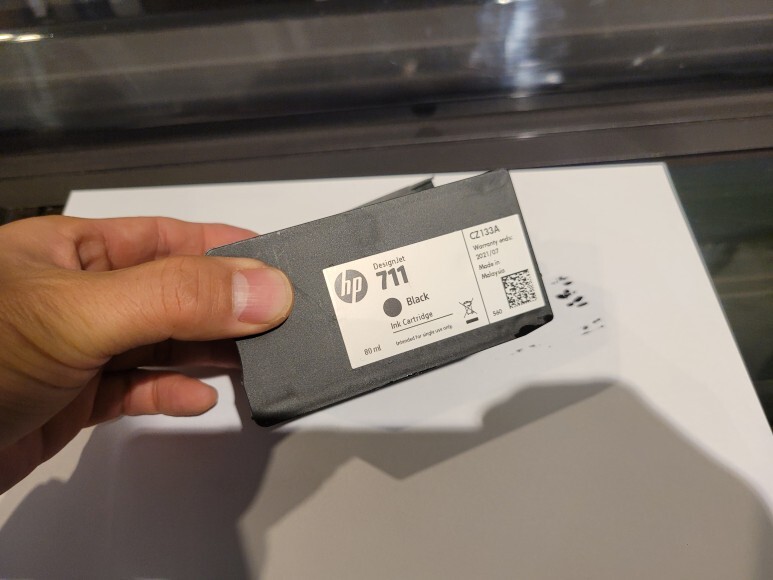 hp
DesignJet
711
Black
Ink Cartridge
80 ml
Intended for single use only.
CZ133A
Warranty ends:
2021/07
Made in
Malaysia
S60